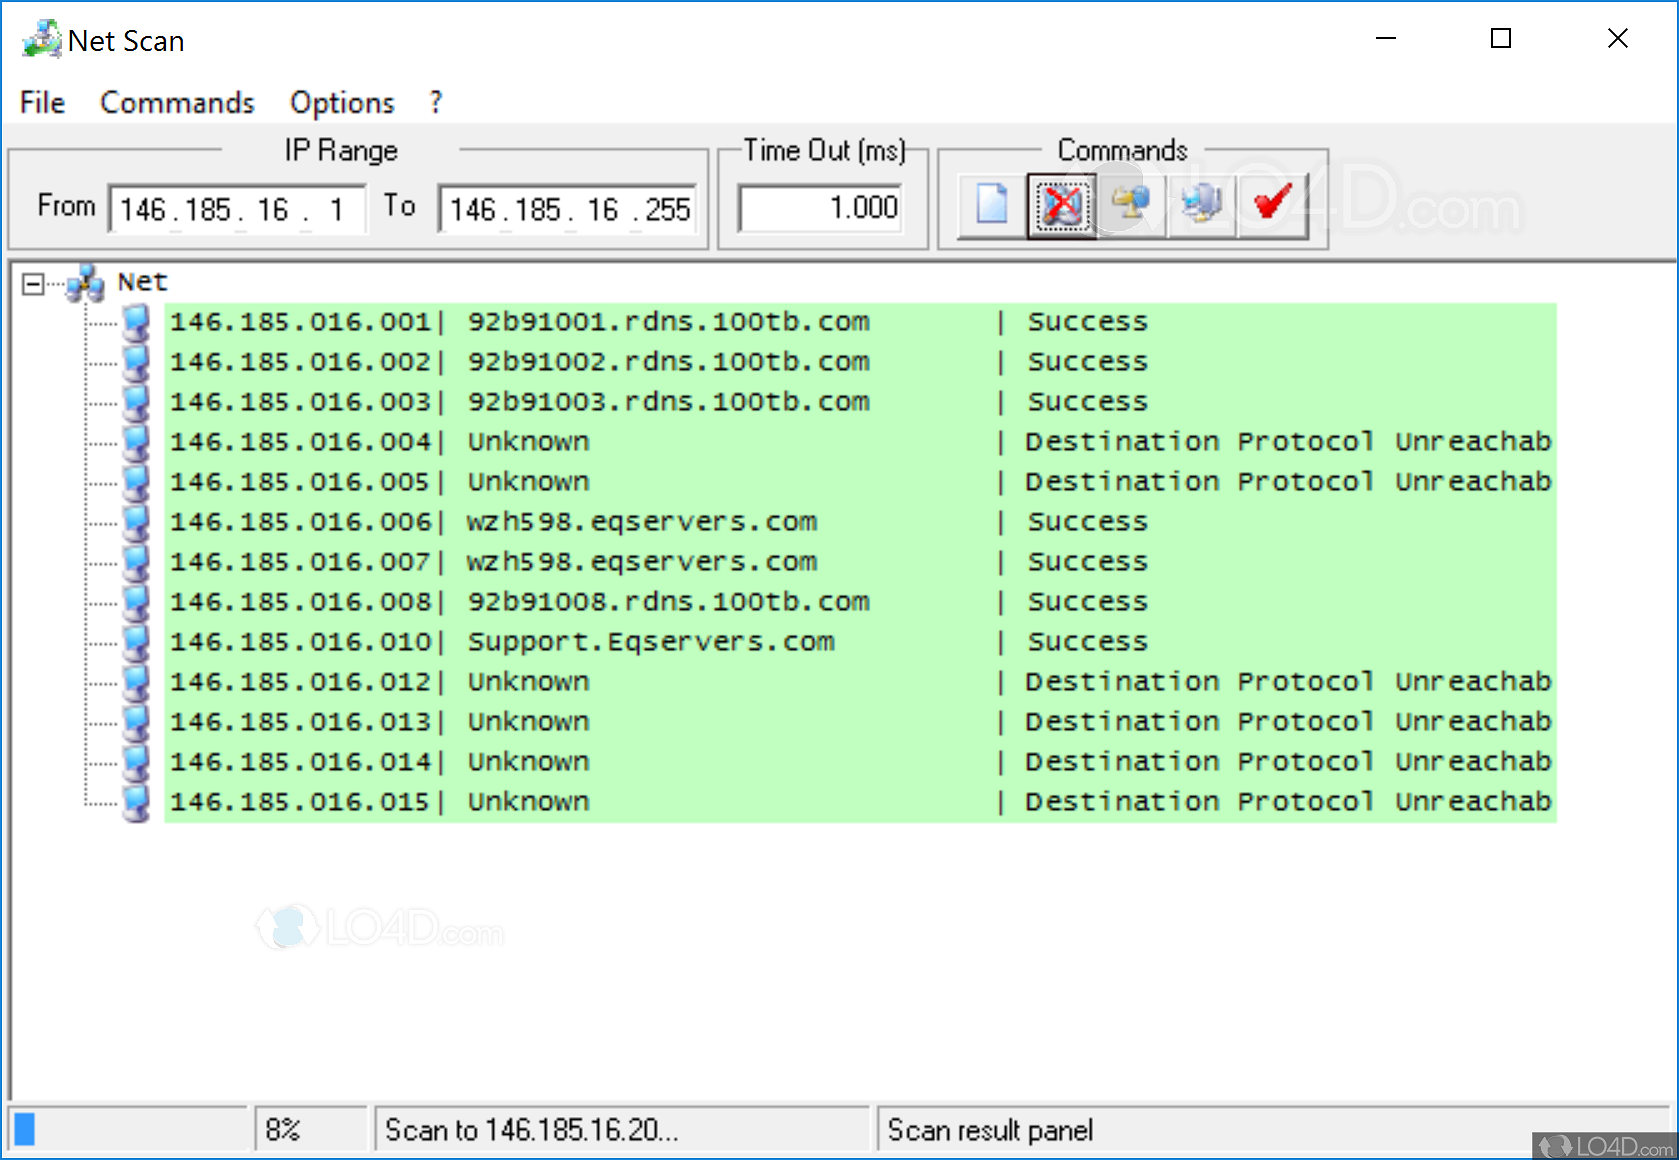 Net Scan
File Commands Options ?
IP Range Time Out (ms) Commands
From 146.185. 16 . 1 To 146.185. 16 .255 1.000
LO4D.com
Net
146.185.016.001| 92b91001.rdns.100tb.com | Success
146.185.016.002| 92b91002.rdns.100tb.com | Success
146.185.016.003| 92b91003.rdns.100tb.com | Success
146.185.016.004| Unknown | Destination Protocol Unreachab
146.185.016.005| Unknown | Destination Protocol Unreachab
146.185.016.006| wzh598.eqservers.com | Success
146.185.016.007| wzh598.eqservers.com | Success
146.185.016.008| 92b91008.rdns.100tb.com | Success
146.185.016.010| Support.Eqservers.com | Success
146.185.016.012| Unknown | Destination Protocol Unreachab
146.185.016.013| Unknown | Destination Protocol Unreachab
146.185.016.014| Unknown | Destination Protocol Unreachab
146.185.016.015| Unknown | Destination Protocol Unreachab
LO4D.com
8% Scan to 146.185.16.20... Scan result panel
LO4D.com